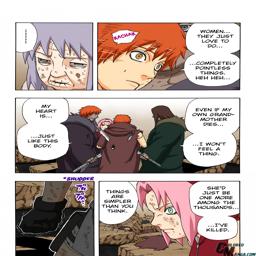 WOMEN...
THEY JUST
LOVE TO
DO...
...COMPLETELY
POINTLESS
THINGS.
HEH HEH...
MY
HEART
IS...
...JUST
LIKE THIS
BODY.
EVEN IF MY
OWN GRAND-
MOTHER
DIES...
...I WON'T
FEEL A
THING.
*SHUDDER
THINGS
ARE
SIMPLER
THAN YOU
THINK.
SHE'D
JUST BE
ONE MORE
AMONG THE
THOUSANDS...
...I'VE
KILLED.